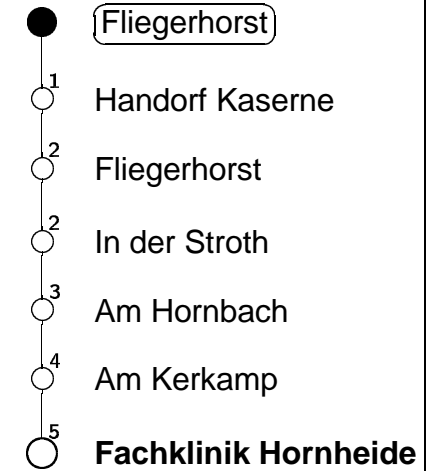 Fliegerhorst
1 Handorf Kaserne
2 Fliegerhorst
2 In der Stroth
3 Am Hornbach
4 Am Kerkamp
5 Fachklinik Hornheide